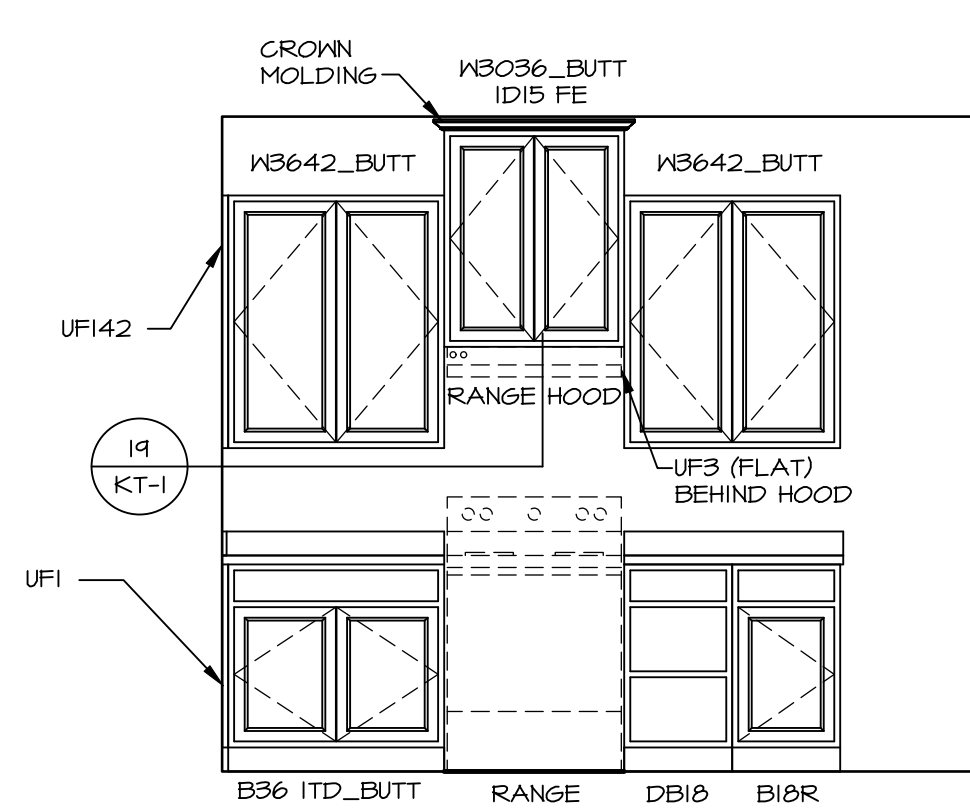 CROWN
MOLDING
W3036_BUTT
1D15 FE
W3642_BUTT
W3642_BUTT
UF142
RANGE HOOD
19
KT-1
UF3 (FLAT)
BEHIND HOOD
UF1
B36 1TD_BUTT
RANGE
DB18
B18R